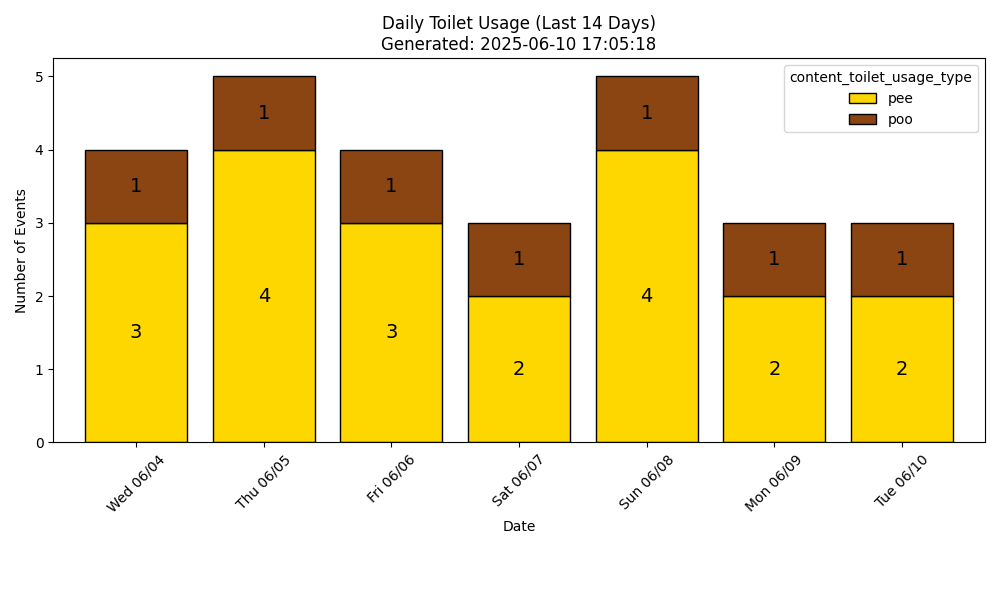 Daily Toilet Usage (Last 14 Days)
Generated: 2025-06-10 17:05:18
content_toilet_usage_type
pee
poo
Number of Events
5
4
3
2
1
0
1
1
1
1
1
1
1
3
4
3
2
4
2
2
Wed 06/04
Thu 06/05
Fri 06/06
Sat 06/07
Sun 06/08
Mon 06/09
Tue 06/10
Date